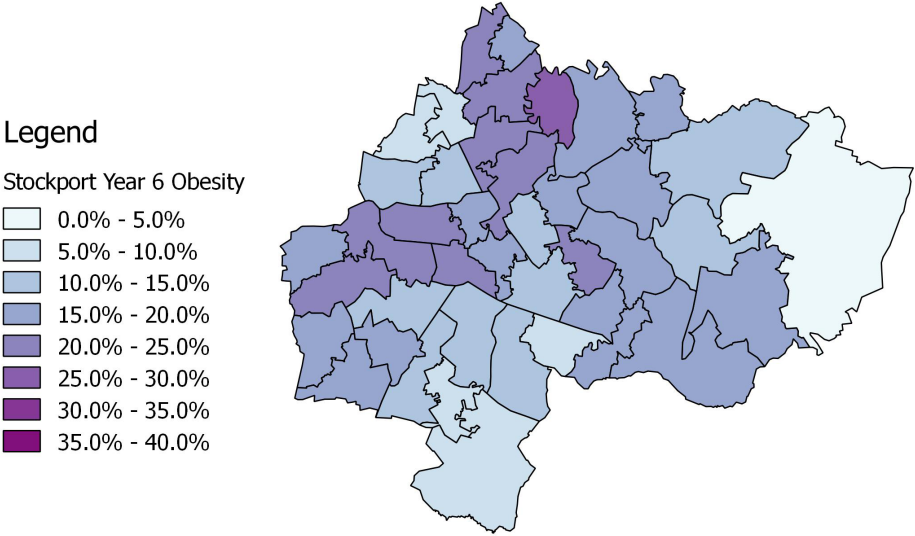 Legend
Stockport Year 6 Obesity
0.0% - 5.0%
5.0% - 10.0%
10.0% - 15.0%
15.0% - 20.0%
20.0% - 25.0%
25.0% - 30.0%
30.0% - 35.0%
35.0% - 40.0%